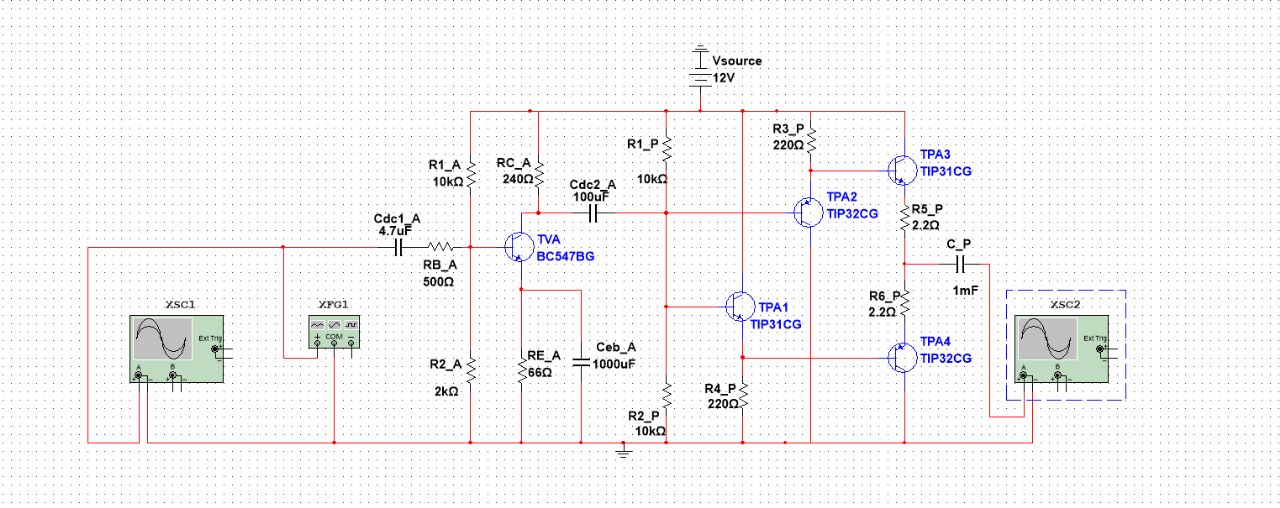 Vsource
12V
R3_P
220Ω
R1_P
10kΩ
TPA3
TIP31CG
R1_A
10kΩ
RC_A
240Ω
Cdc2_A
100uF
TPA2
TIP32CG
R5_P
2.2Ω
Cdc1_A
4.7uF
TVA
BC547BG
RB_A
500Ω
C_P
1mF
XSC1
Ext Trig
+
−
A
B
+
−
+
−
XFG1
COM
+
−
TPA1
TIP31CG
R6_P
2.2Ω
XSC2
Ext Trig
+
−
A
B
+
−
+
−
R2_A
2kΩ
RE_A
66Ω
Ceb_A
1000uF
TPA4
TIP32CG
R4_P
220Ω
R2_P
10kΩ